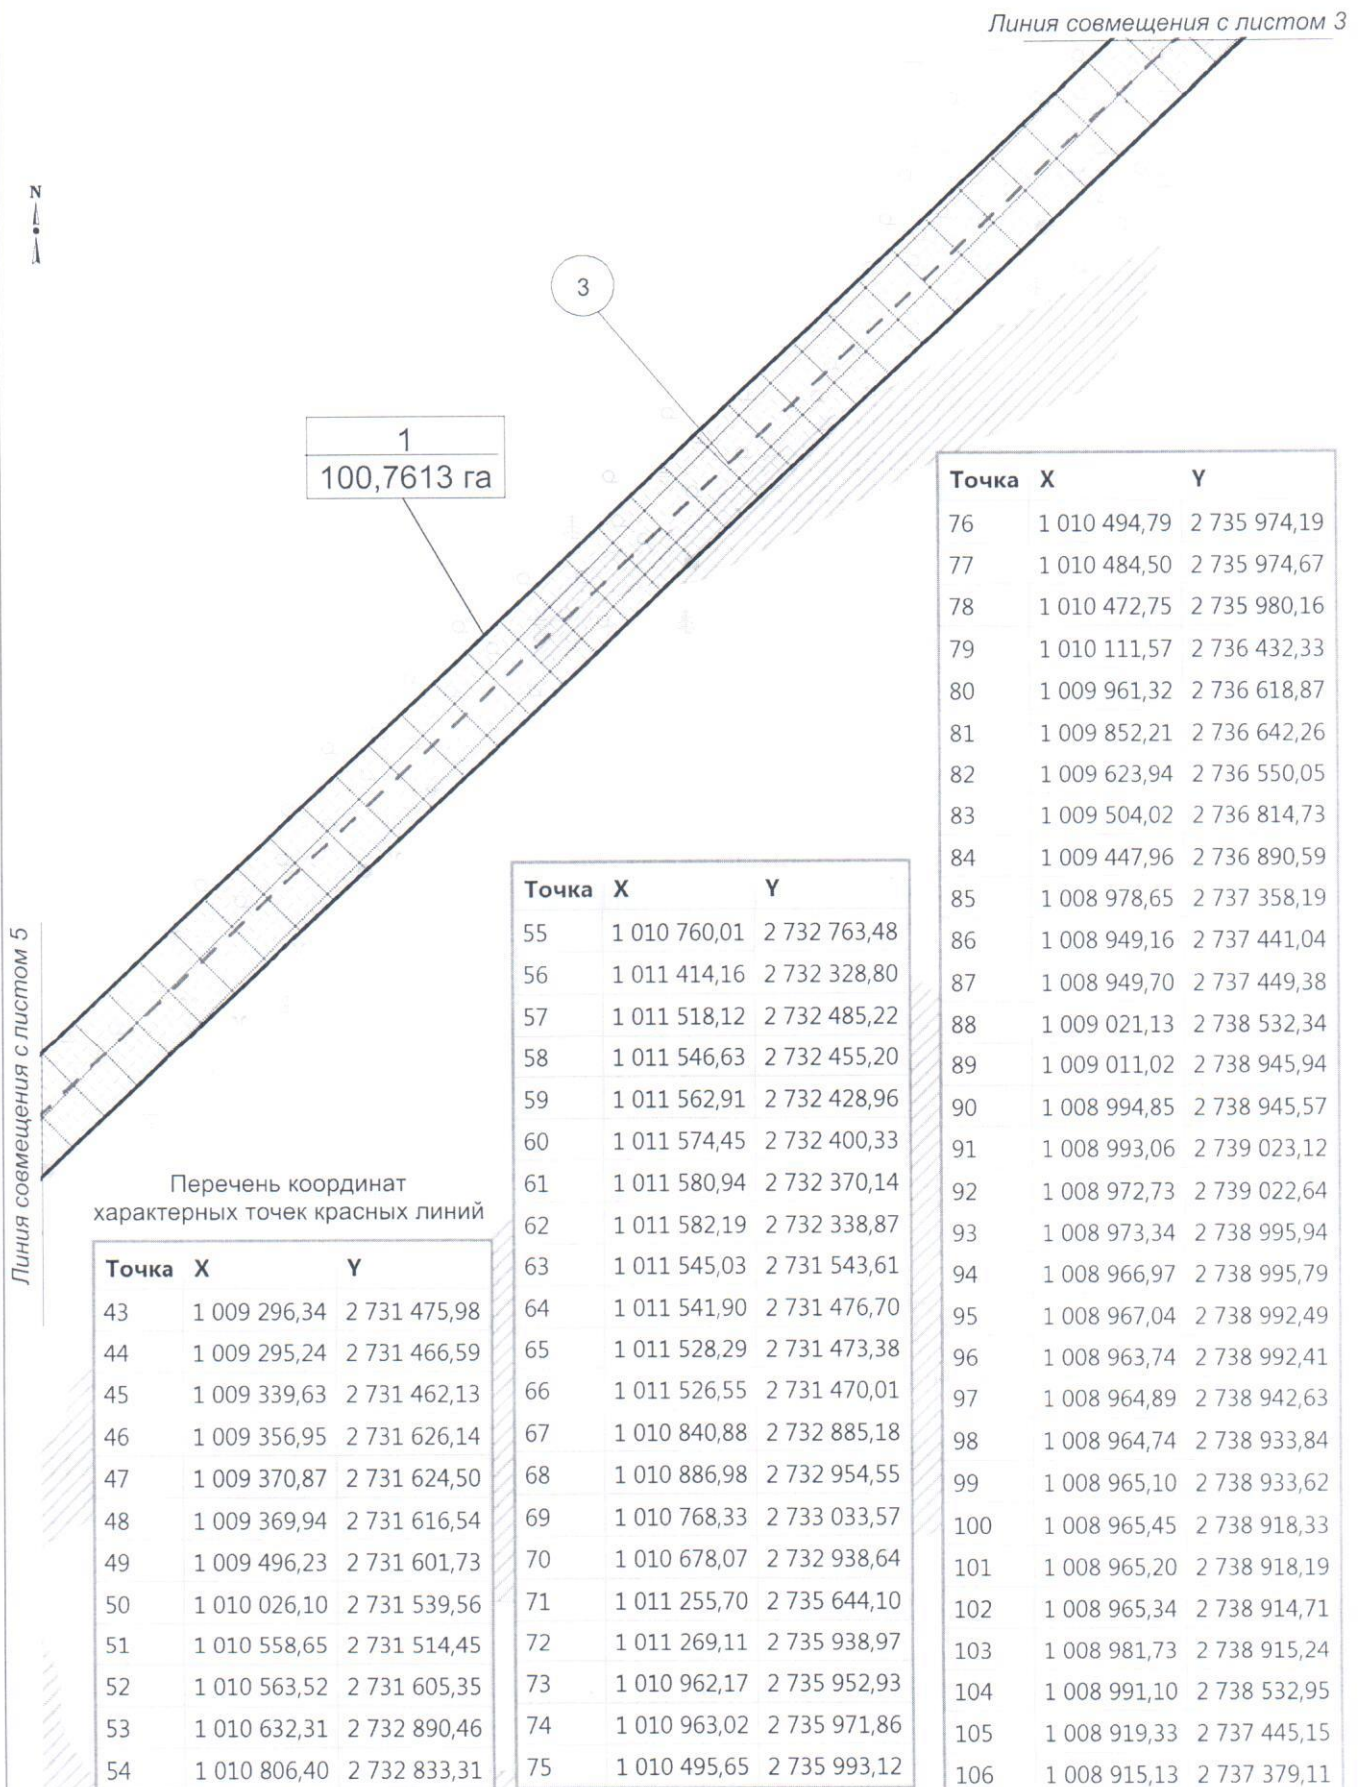 Линия совмещения с листом 3
N
3
1
100,7613 га
Линия совмещения с листом 5
Перечень координат
характерных точек красных линий
Точка X Y
43 1 009 296,34 2 731 475,98
44 1 009 295,24 2 731 466,59
45 1 009 339,63 2 731 462,13
46 1 009 356,95 2 731 626,14
47 1 009 370,87 2 731 624,50
48 1 009 369,94 2 731 616,54
49 1 009 496,23 2 731 601,73
50 1 010 026,10 2 731 539,56
51 1 010 558,65 2 731 514,45
52 1 010 563,52 2 731 605,35
53 1 010 632,31 2 732 890,46
54 1 010 806,40 2 732 833,31
Точка X Y
55 1 010 760,01 2 732 763,48
56 1 011 414,16 2 732 328,80
57 1 011 518,12 2 732 485,22
58 1 011 546,63 2 732 455,20
59 1 011 562,91 2 732 428,96
60 1 011 574,45 2 732 400,33
61 1 011 580,94 2 732 370,14
62 1 011 582,19 2 732 338,87
63 1 011 545,03 2 731 543,61
64 1 011 541,90 2 731 476,70
65 1 011 528,29 2 731 473,38
66 1 011 526,55 2 731 470,01
67 1 010 840,88 2 732 885,18
68 1 010 886,98 2 732 954,55
69 1 010 768,33 2 733 033,57
70 1 010 678,07 2 732 938,64
71 1 011 255,70 2 735 644,10
72 1 011 269,11 2 735 938,97
73 1 010 962,17 2 735 952,93
74 1 010 963,02 2 735 971,86
75 1 010 495,65 2 735 993,12
Точка X Y
76 1 010 494,79 2 735 974,19
77 1 010 484,50 2 735 974,67
78 1 010 472,75 2 735 980,16
79 1 010 111,57 2 736 432,33
80 1 009 961,32 2 736 618,87
81 1 009 852,21 2 736 642,26
82 1 009 623,94 2 736 550,05
83 1 009 504,02 2 736 814,73
84 1 009 447,96 2 736 890,59
85 1 008 978,65 2 737 358,19
86 1 008 949,16 2 737 441,04
87 1 008 949,70 2 737 449,38
88 1 009 021,13 2 738 532,34
89 1 009 011,02 2 738 945,94
90 1 008 994,85 2 738 945,57
91 1 008 993,06 2 739 023,12
92 1 008 972,73 2 739 022,64
93 1 008 973,34 2 738 995,94
94 1 008 966,97 2 738 995,79
95 1 008 967,04 2 738 992,49
96 1 008 963,74 2 738 992,41
97 1 008 964,89 2 738 942,63
98 1 008 964,74 2 738 933,84
99 1 008 965,10 2 738 933,62
100 1 008 965,45 2 738 918,33
101 1 008 965,20 2 738 918,19
102 1 008 965,34 2 738 914,71
103 1 008 981,73 2 738 915,24
104 1 008 991,10 2 738 532,95
105 1 008 919,33 2 737 445,15
106 1 008 915,13 2 737 379,11